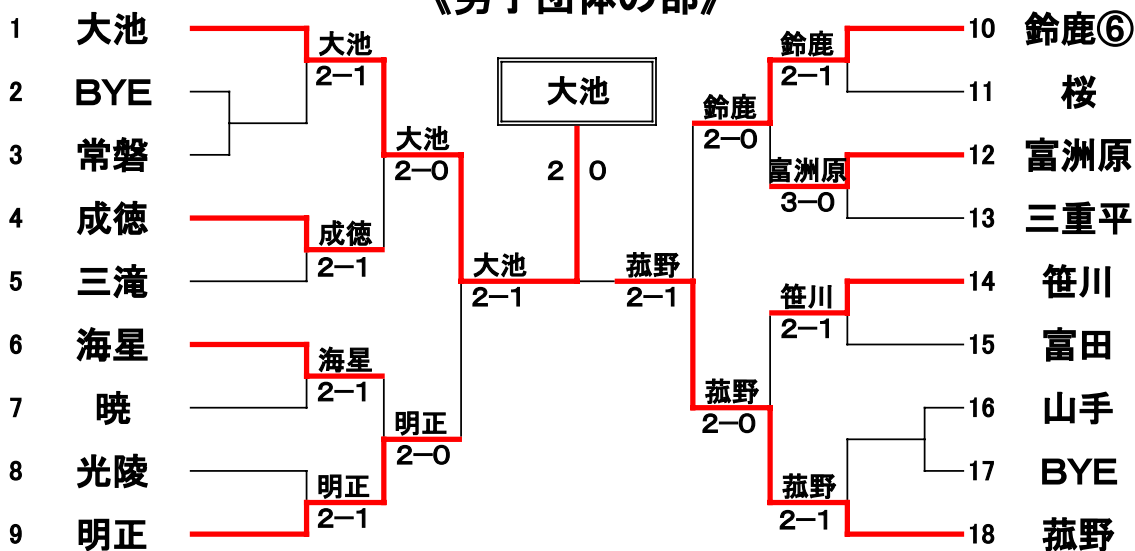 《男子団体の部》
1 大池
2 BYE
3 常磐
4 成徳
5 三滝
6 海星
7 暁
8 光陵
9 明正
大池
2-1
成徳
2-1
海星
2-1
明正
2-1
大池
2-0
明正
2-0
大池
2-1
大池
2 0
菰野
2-1
鈴鹿
2-0
菰野
2-0
鈴鹿
2-1
富洲原
3-0
笹川
2-1
菰野
2-1
10 鈴鹿⑥
11 桜
12 富洲原
13 三重平
14 笹川
15 富田
16 山手
17 BYE
18 菰野